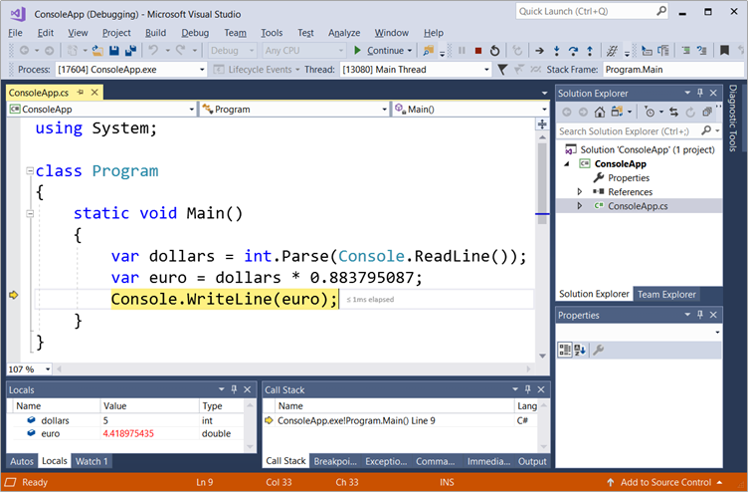 ConsoleApp (Debugging) - Microsoft Visual Studio
Quick Launch (Ctrl+Q)
File Edit View Project Build Debug Team Tools Test Analyze Window Help
Debug Any CPU Continue
Process: [17604] ConsoleApp.exe Lifecycle Events Thread: [13080] Main Thread Stack Frame: Program.Main
ConsoleApp.cs
ConsoleApp Program Main()
using System;
class Program
{
static void Main()
{
var dollars = int.Parse(Console.ReadLine());
var euro = dollars * 0.883795087;
Console.WriteLine(euro); ≤ 1ms elapsed
}
}
107 %
Solution Explorer
Search Solution Explorer (Ctrl+;)
Solution 'ConsoleApp' (1 project)
ConsoleApp
Properties
References
ConsoleApp.cs
Solution Explorer Team Explorer
Properties
Diagnostic Tools
Locals
Name Value Type
dollars 5 int
euro 4.418975435 double
Autos Locals Watch 1
Call Stack
Name Lang
ConsoleApp.exe!Program.Main() Line 9 C#
Call Stack Breakpoi... Exceptio... Comma... Immedia... Output
Ready Ln 9 Col 33 Ch 33 INS Add to Source Control